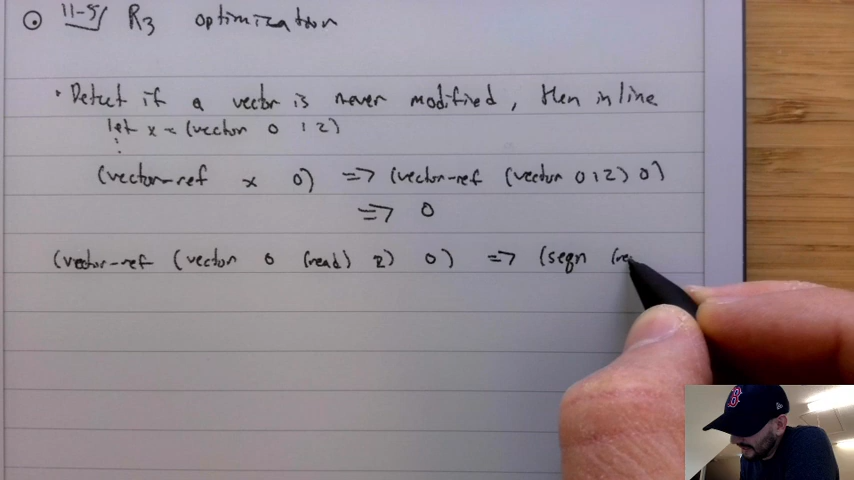 ⊙ 11-5/ R3 optimization
· Detect if a vector is never modified, then inline
let x = (vector 0 1 2)
⋮
(vector-ref x 0) => (vector-ref (vector 0 1 2) 0)
=> 0
(vector-ref (vector 0 (read) 2) 0) => (seqn (re